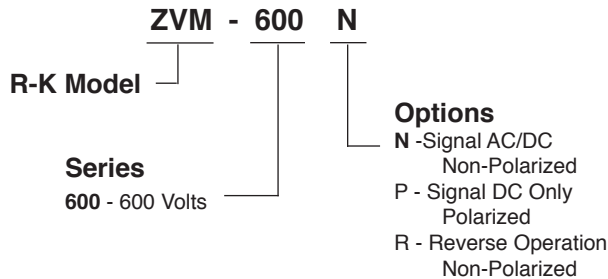 ZVM - 600 N
R-K Model
Options
N -Signal AC/DC
Non-Polarized
P - Signal DC Only
Polarized
R - Reverse Operation
Non-Polarized
Series
600 - 600 Volts